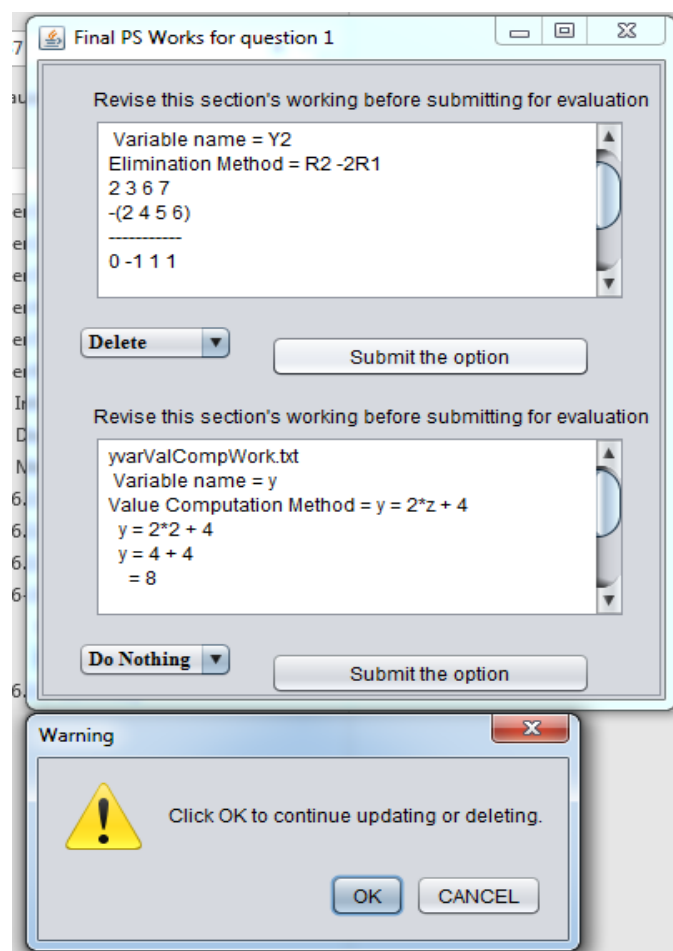 Final PS Works for question 1
Revise this section's working before submitting for evaluation
Variable name = Y2
Elimination Method = R2 -2R1
2 3 6 7
-(2 4 5 6)
-----------
0 -1 1 1
Delete
Submit the option
Revise this section's working before submitting for evaluation
yvarValCompWork.txt
Variable name = y
Value Computation Method = y = 2*z + 4
y = 2*2 + 4
y = 4 + 4
= 8
Do Nothing
Submit the option
Warning
Click OK to continue updating or deleting.
OK
CANCEL